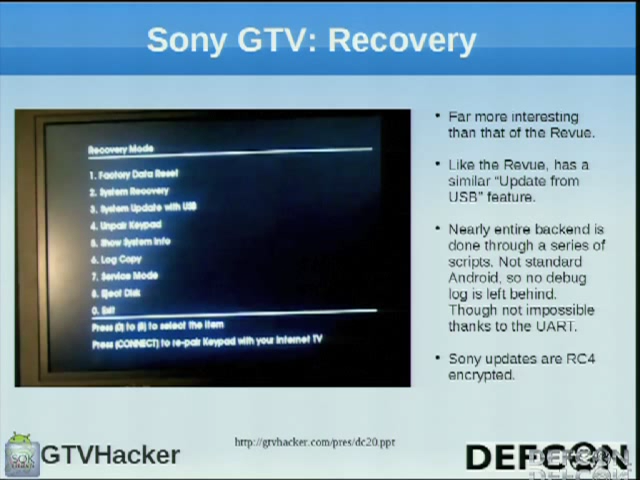 Sony GTV: Recovery
Recovery Mode
1. Factory Data Reset
2. System Recovery
3. System Update with USB
4. Unpair Keypad
5. Show System Info
6. Log Copy
7. Service Mode
8. Eject Disk
0. Exit
Press [0] to [8] to select the item
Press [CONNECT] to re-pair Keypad with your Internet TV
• Far more interesting
than that of the Revue.
• Like the Revue, has a
similar “Update from
USB” feature.
• Nearly entire backend is
done through a series of
scripts. Not standard
Android, so no debug
log is left behind.
Though not impossible
thanks to the UART.
• Sony updates are RC4
encrypted.
http://gtvhacker.com/pres/dc20.ppt
GTVHacker
DEFCON
DEFCON